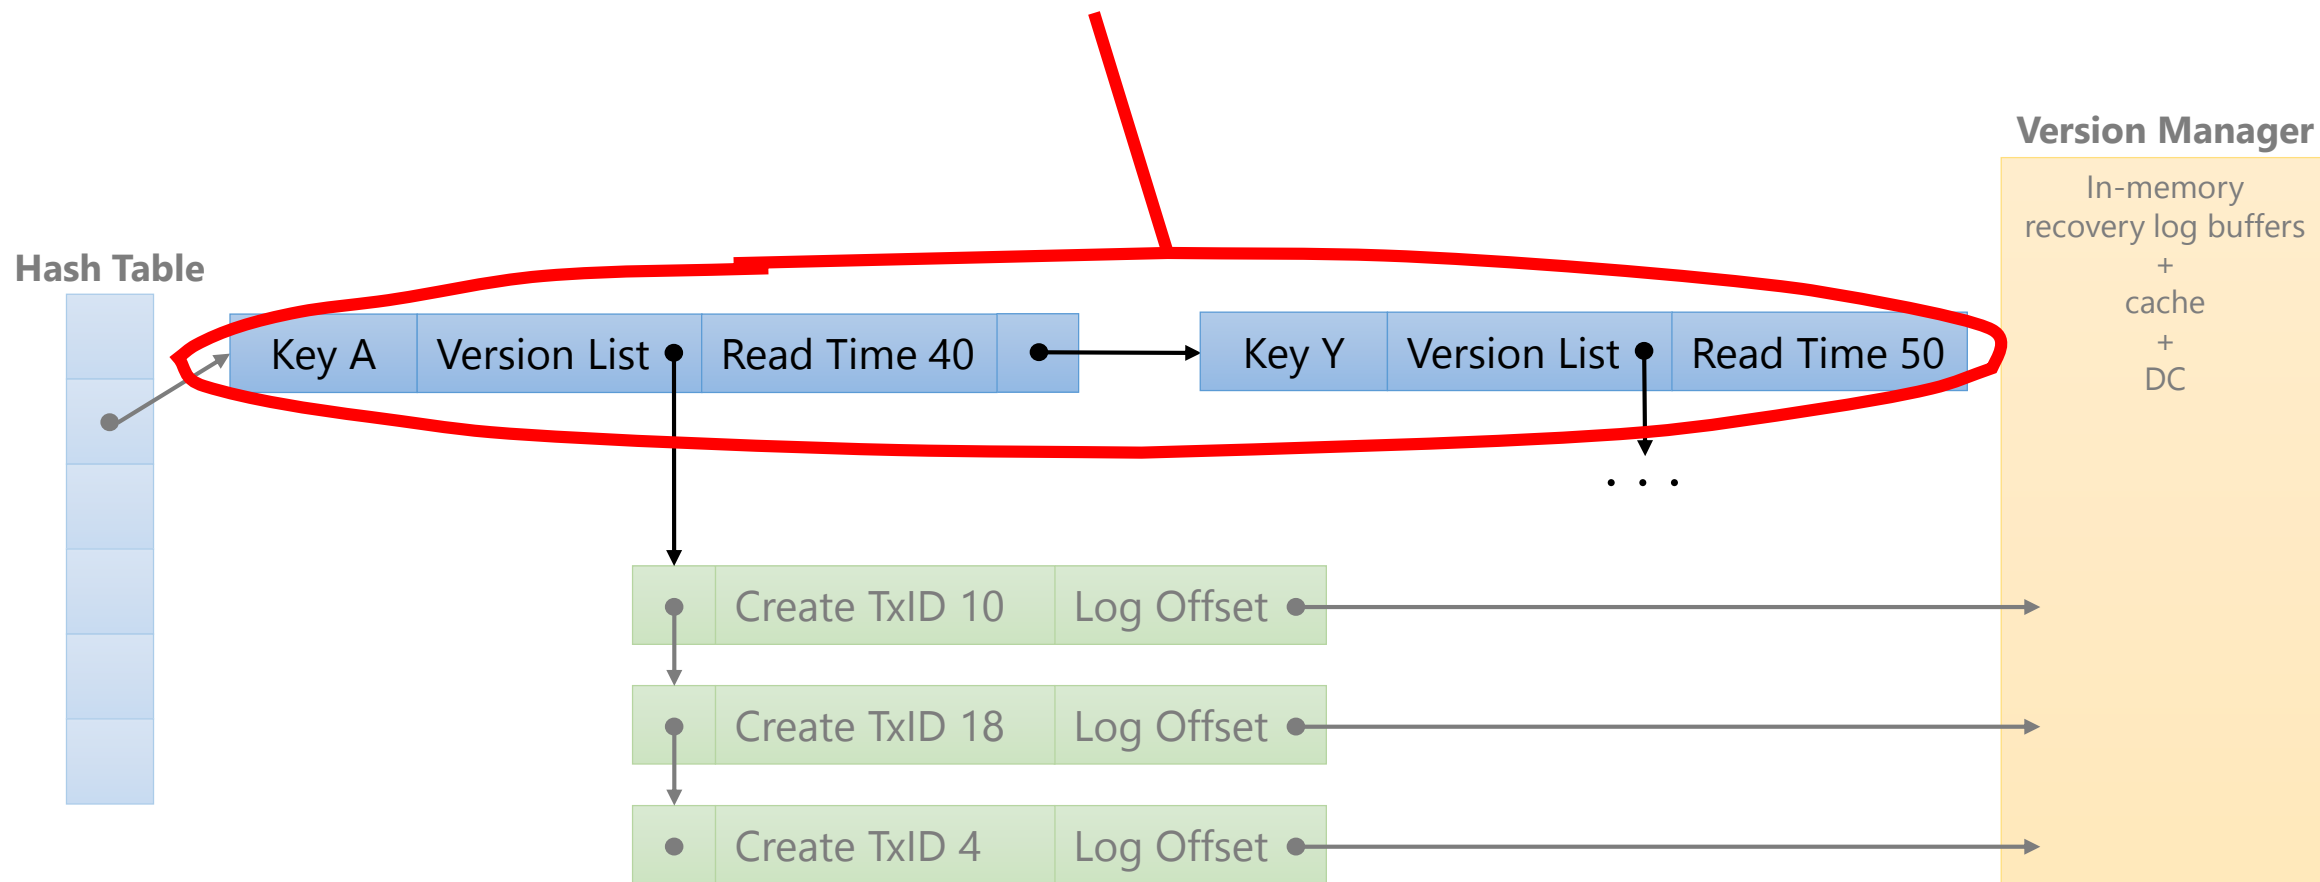 Version Manager
In-memory
recovery log buffers
+
cache
+
DC
Hash Table
Key A Version List Read Time 40
Key Y Version List Read Time 50
. . .
Create TxID 10 Log Offset
Create TxID 18 Log Offset
Create TxID 4 Log Offset